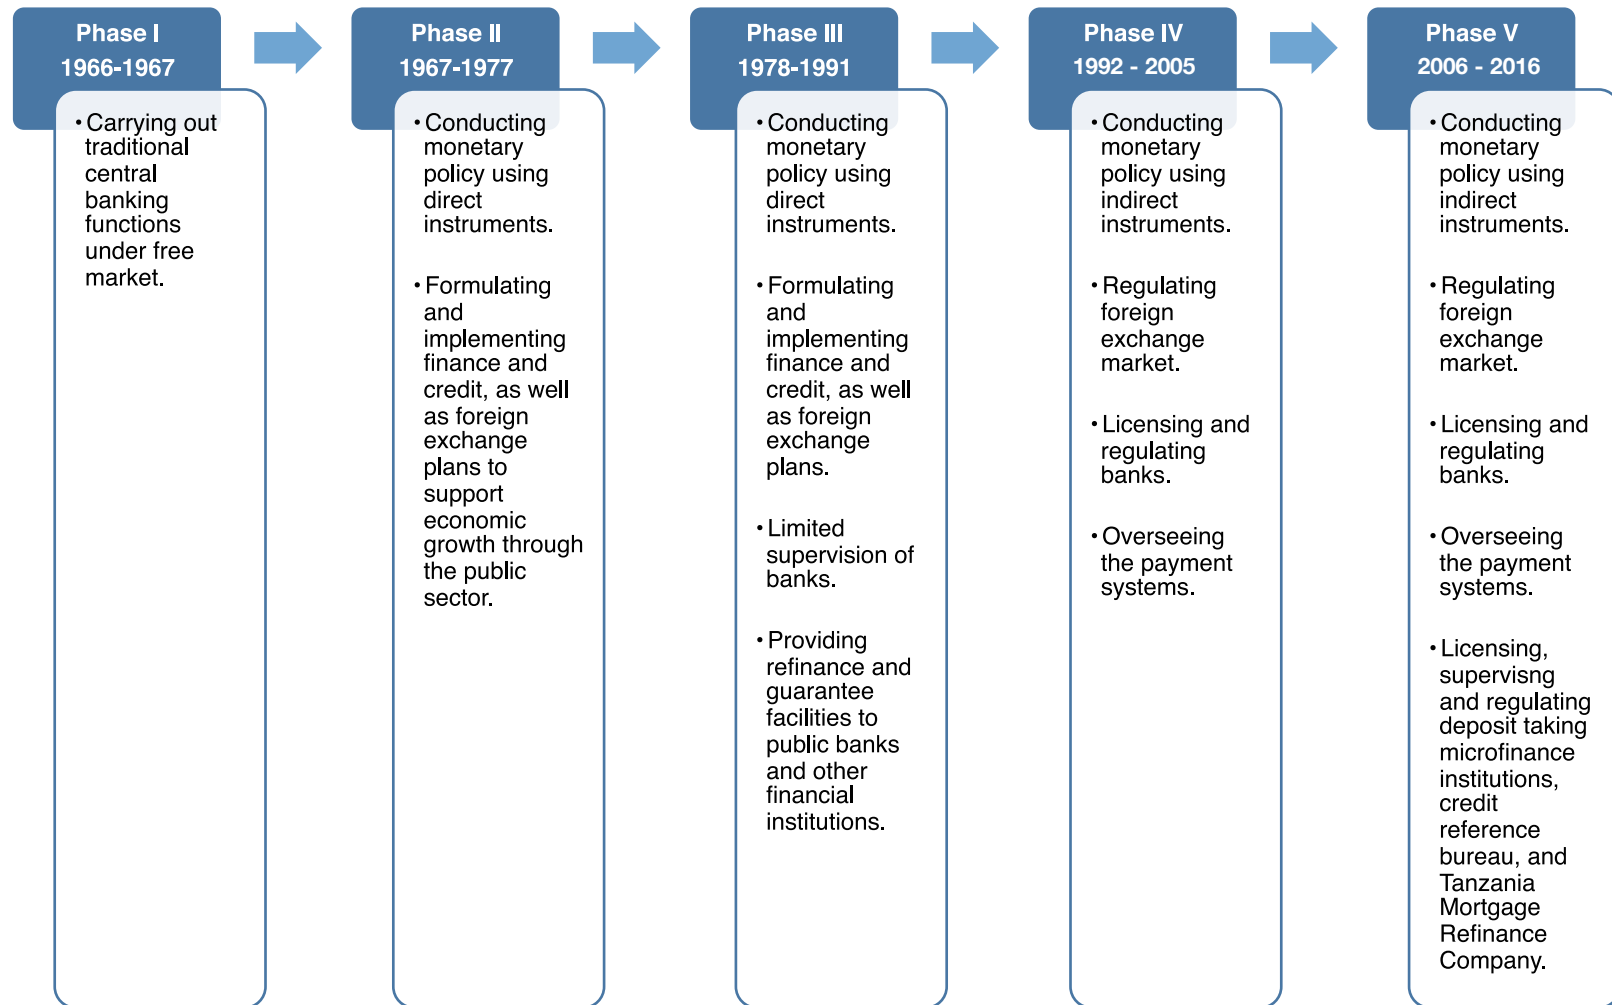 Phase I
1966-1967
• Carrying out
traditional
central
banking
functions
under free
market.
Phase II
1967-1977
• Conducting
monetary
policy using
direct
instruments.
• Formulating
and
implementing
finance and
credit, as well
as foreign
exchange
plans to
support
economic
growth through
the public
sector.
Phase III
1978-1991
• Conducting
monetary
policy using
direct
instruments.
• Formulating
and
implementing
finance and
credit, as well
as foreign
exchange
plans.
• Limited
supervision of
banks.
• Providing
refinance and
guarantee
facilities to
public banks
and other
financial
institutions.
Phase IV
1992 - 2005
• Conducting
monetary
policy using
indirect
instruments.
• Regulating
foreign
exchange
market.
• Licensing and
regulating
banks.
• Overseeing
the payment
systems.
Phase V
2006 - 2016
• Conducting
monetary
policy using
indirect
instruments.
• Regulating
foreign
exchange
market.
• Licensing and
regulating
banks.
• Overseeing
the payment
systems.
• Licensing,
supervisng
and regulating
deposit taking
microfinance
institutions,
credit
reference
bureau, and
Tanzania
Mortgage
Refinance
Company.